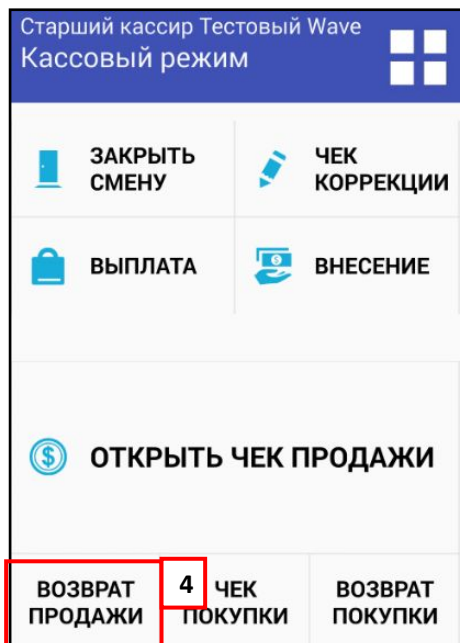 Старший кассир Тестовый Wave
Кассовый режим
ЗАКРЫТЬ
СМЕНУ
ЧЕК
КОРРЕКЦИИ
ВЫПЛАТА
ВНЕСЕНИЕ
ОТКРЫТЬ ЧЕК ПРОДАЖИ
ВОЗВРАТ
ПРОДАЖИ
4
ЧЕК
ПОКУПКИ
ВОЗВРАТ
ПОКУПКИ